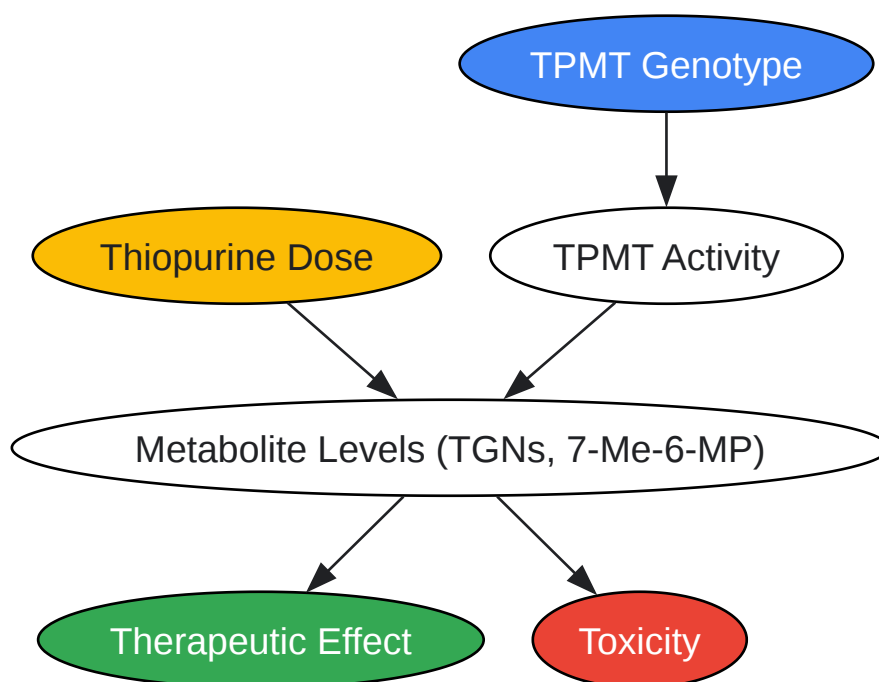 TPMT Genotype
Thiopurine Dose
TPMT Activity
Metabolite Levels (TGNs, 7-Me-6-MP)
Therapeutic Effect
Toxicity